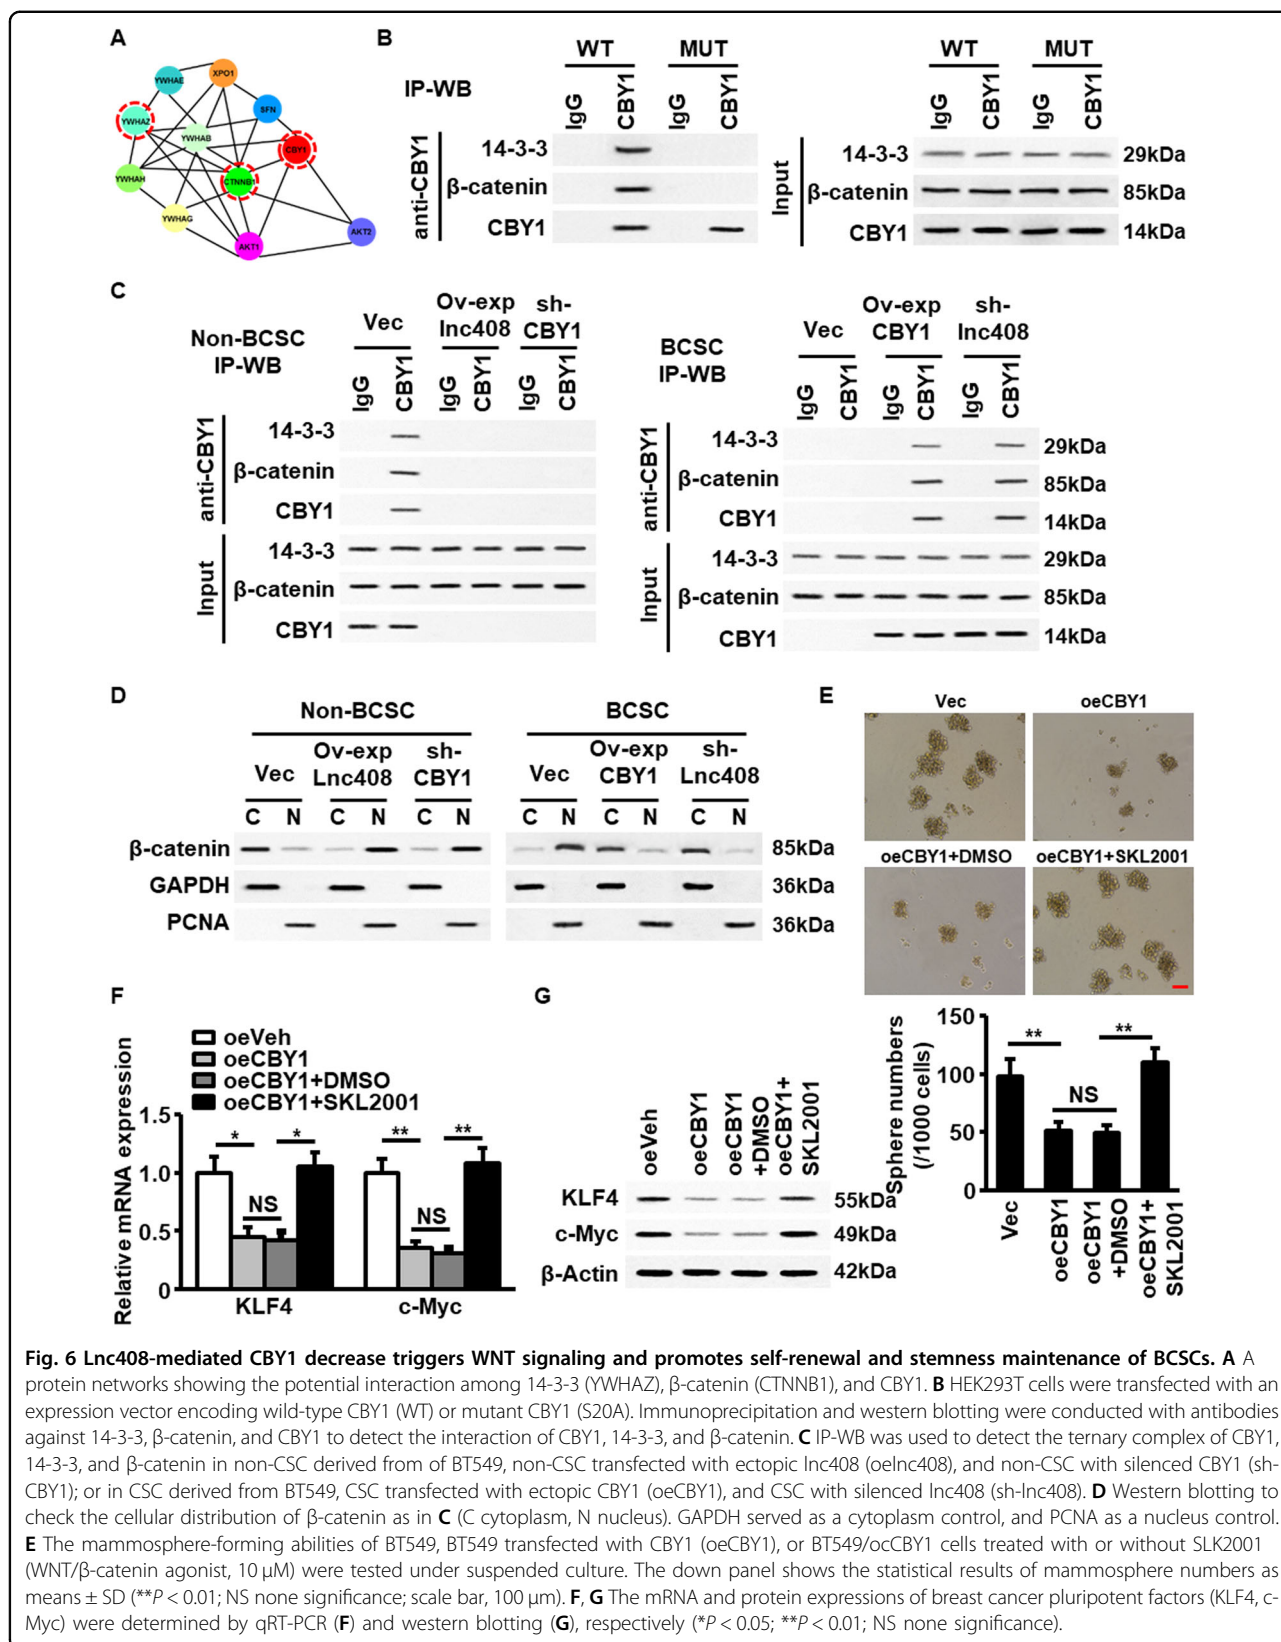 A
YWHAE
XPO1
SFN
YWHAZ
YWHAB
CBY1
YWHAH
CTNNB1
YWHAG
AKT1
AKT2
B
WT MUT
IP-WB
IgG CBY1 IgG CBY1
anti-CBY1
14-3-3
β-catenin
CBY1
WT MUT
IgG CBY1 IgG CBY1
Input
14-3-3 29kDa
β-catenin 85kDa
CBY1 14kDa
C
Non-BCSC
IP-WB
Vec
Ov-exp
lnc408
sh-
CBY1
IgG CBY1 IgG CBY1 IgG CBY1
anti-CBY1
14-3-3
β-catenin
CBY1
Input
14-3-3
β-catenin
CBY1
BCSC
IP-WB
Vec
Ov-exp
CBY1
sh-
lnc408
IgG CBY1 IgG CBY1 IgG CBY1
anti-CBY1
14-3-3 29kDa
β-catenin 85kDa
CBY1 14kDa
Input
14-3-3 29kDa
β-catenin 85kDa
CBY1 14kDa
D
Non-BCSC BCSC
Vec
Ov-exp
Lnc408
sh-
CBY1
Vec
Ov-exp
CBY1
sh-
Lnc408
C N C N C N C N C N C N
β-catenin 85kDa
GAPDH 36kDa
PCNA 36kDa
E
Vec oeCBY1
oeCBY1+DMSO oeCBY1+SKL2001
Sphere numbers
(/1000 cells)
150
100
50
0
** **
NS
Vec
oeCBY1
oeCBY1
+DMSO
oeCBY1+
SKL2001
F
oeVeh
oeCBY1
oeCBY1+DMSO
oeCBY1+SKL2001
Relative mRNA expression
1.5
1.0
0.5
0
* * ** **
NS NS
KLF4 c-Myc
G
oeVeh
oeCBY1
oeCBY1
+DMSO
oeCBY1+
SKL2001
KLF4 55kDa
c-Myc 49kDa
β-Actin 42kDa
Fig. 6 Lnc408-mediated CBY1 decrease triggers WNT signaling and promotes self-renewal and stemness maintenance of BCSCs. A A
protein networks showing the potential interaction among 14-3-3 (YWHAZ), β-catenin (CTNNB1), and CBY1. B HEK293T cells were transfected with an
expression vector encoding wild-type CBY1 (WT) or mutant CBY1 (S20A). Immunoprecipitation and western blotting were conducted with antibodies
against 14-3-3, β-catenin, and CBY1 to detect the interaction of CBY1, 14-3-3, and β-catenin. C IP-WB was used to detect the ternary complex of CBY1,
14-3-3, and β-catenin in non-CSC derived from of BT549, non-CSC transfected with ectopic lnc408 (oelnc408), and non-CSC with silenced CBY1 (sh-
CBY1); or in CSC derived from BT549, CSC transfected with ectopic CBY1 (oeCBY1), and CSC with silenced lnc408 (sh-lnc408). D Western blotting to
check the cellular distribution of β-catenin as in C (C cytoplasm, N nucleus). GAPDH served as a cytoplasm control, and PCNA as a nucleus control.
E The mammosphere-forming abilities of BT549, BT549 transfected with CBY1 (oeCBY1), or BT549/ocCBY1 cells treated with or without SLK2001
(WNT/β-catenin agonist, 10 μM) were tested under suspended culture. The down panel shows the statistical results of mammosphere numbers as
means ± SD (**P < 0.01; NS none significance; scale bar, 100 μm). F, G The mRNA and protein expressions of breast cancer pluripotent factors (KLF4, c-
Myc) were determined by qRT-PCR (F) and western blotting (G), respectively (*P < 0.05; **P < 0.01; NS none significance).